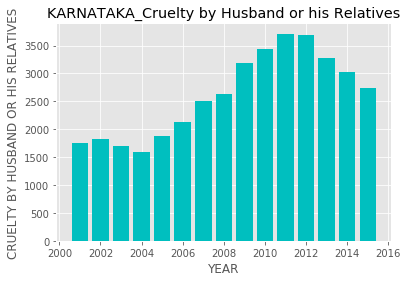 KARNATAKA_Cruelty by Husband or his Relatives
CRUELTY BY HUSBAND OR HIS RELATIVES
3500
3000
2500
2000
1500
1000
500
0
2000 2002 2004 2006 2008 2010 2012 2014 2016
YEAR